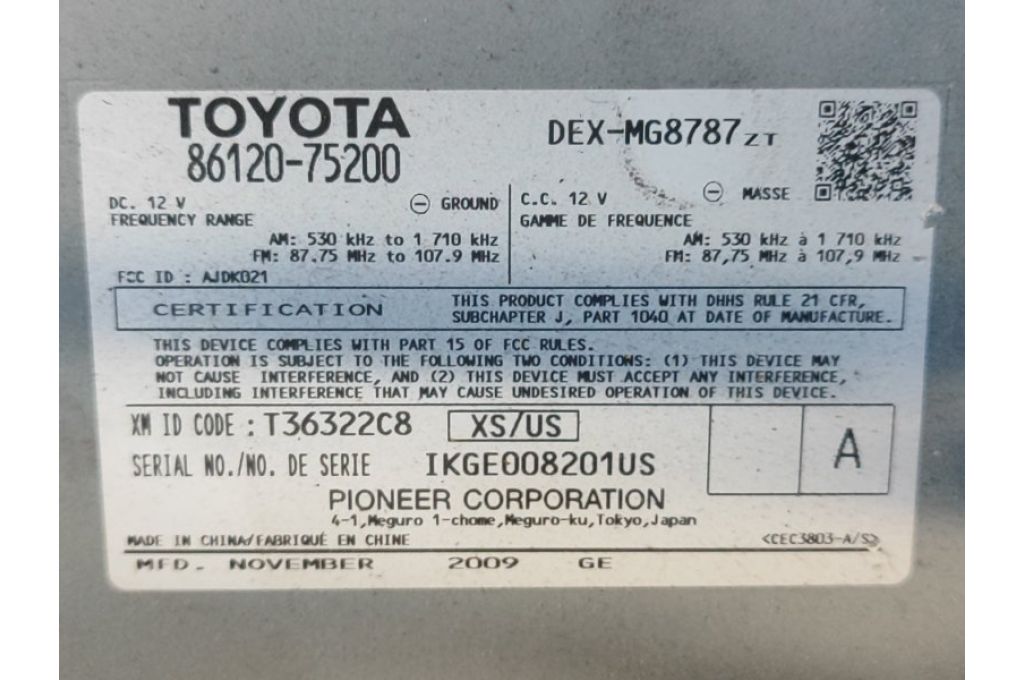 TOYOTA
86120-75200
DEX-MG8787ZT
DC. 12 V ⊖ GROUND
FREQUENCY RANGE
AM: 530 kHz to 1 710 kHz
FM: 87.75 MHz to 107.9 MHz
FCC ID : AJDK021
C.C. 12 V ⊖ MASSE
GAMME DE FREQUENCE
AM: 530 kHz à 1 710 kHz
FM: 87,75 MHz à 107,9 MHz
CERTIFICATION
THIS PRODUCT COMPLIES WITH DHHS RULE 21 CFR,
SUBCHAPTER J, PART 1040 AT DATE OF MANUFACTURE.
THIS DEVICE COMPLIES WITH PART 15 OF FCC RULES.
OPERATION IS SUBJECT TO THE FOLLOWING TWO CONDITIONS: (1) THIS DEVICE MAY
NOT CAUSE INTERFERENCE, AND (2) THIS DEVICE MUST ACCEPT ANY INTERFERENCE,
INCLUDING INTERFERENCE THAT MAY CAUSE UNDESIRED OPERATION OF THIS DEVICE.
XM ID CODE : T36322C8 XS/US
A
SERIAL NO./NO. DE SERIE IKGE008201US
PIONEER CORPORATION
4-1,Meguro 1-chome,Meguro-ku,Tokyo,Japan
MADE IN CHINA/FABRIQUÉ EN CHINE <CEC3803-A/S>
MFD. NOVEMBER 2009 GE